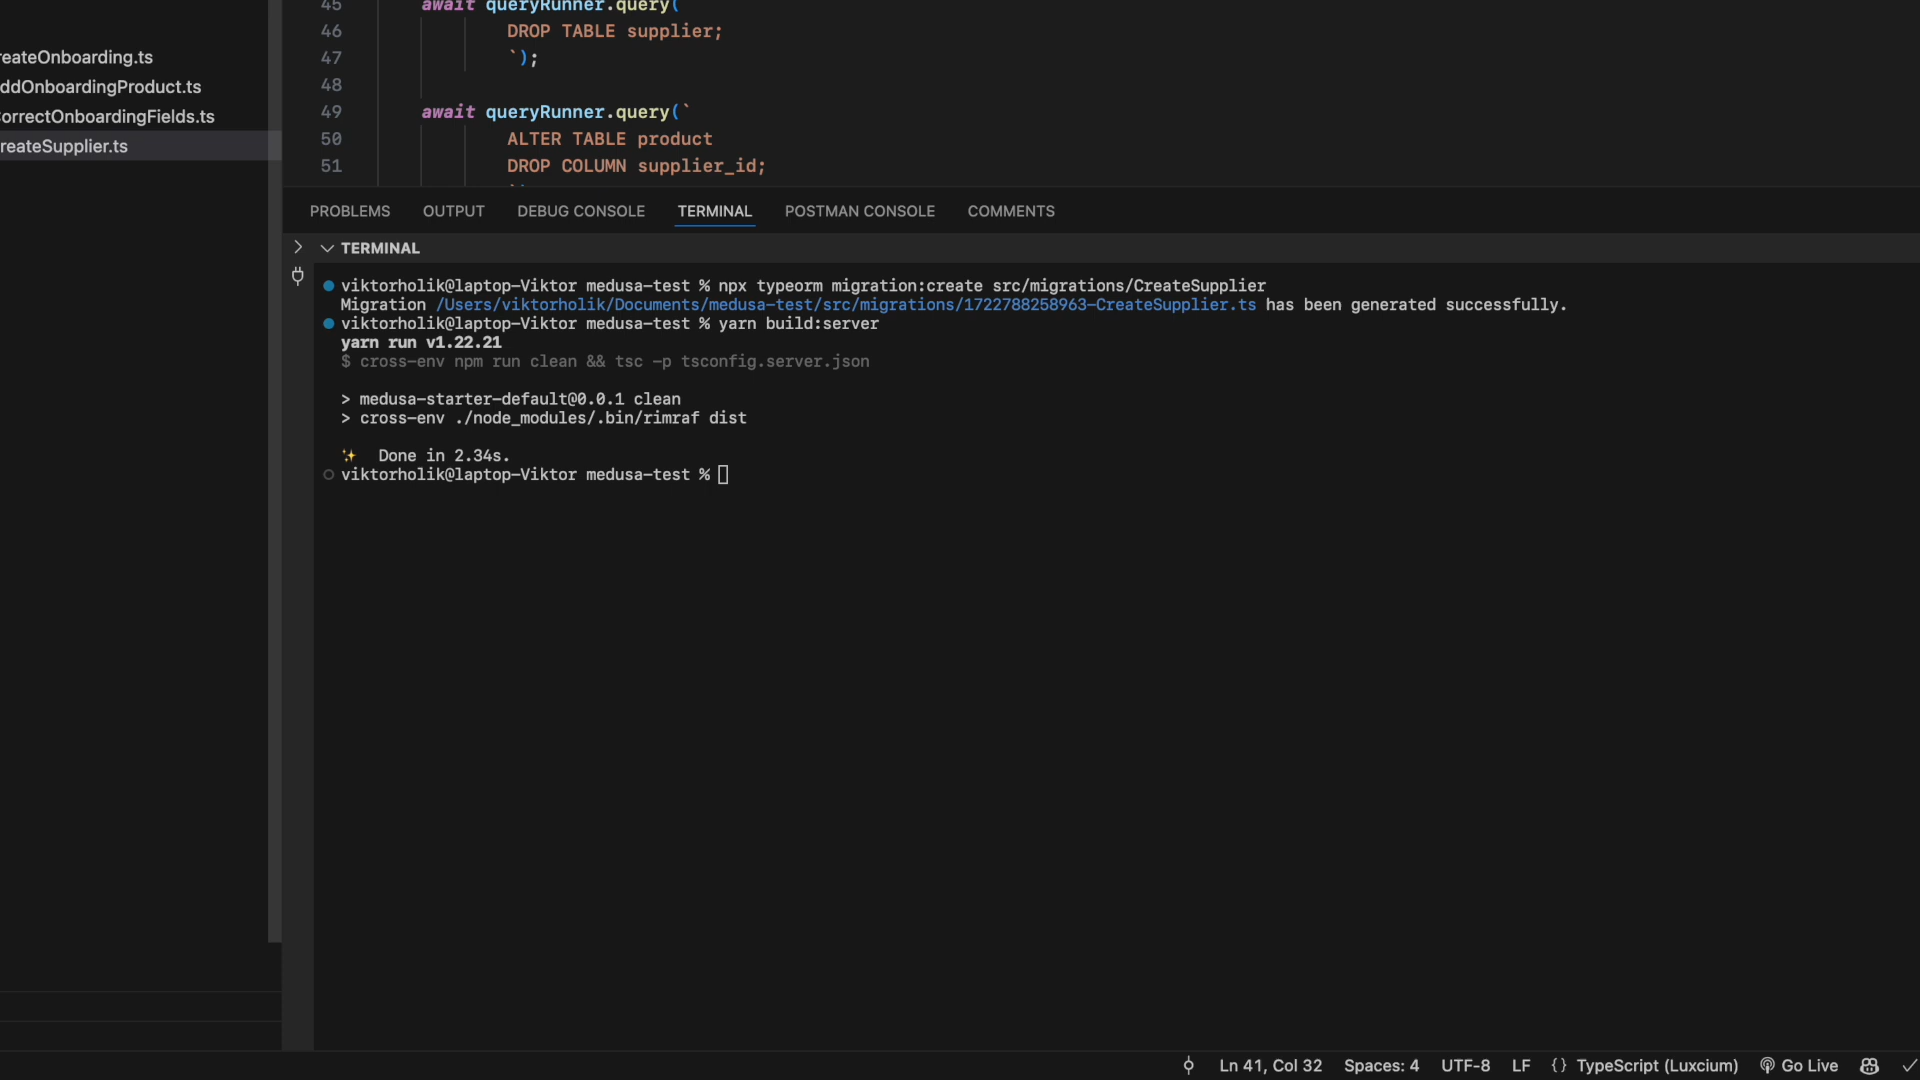 45 await queryRunner.query(
46 DROP TABLE supplier;
47 `);
48
49 await queryRunner.query(`
50 ALTER TABLE product
51 DROP COLUMN supplier_id;
reateOnboarding.ts
ddOnboardingProduct.ts
orrectOnboardingFields.ts
reateSupplier.ts
PROBLEMS OUTPUT DEBUG CONSOLE TERMINAL POSTMAN CONSOLE COMMENTS
TERMINAL
viktorholik@laptop-Viktor medusa-test % npx typeorm migration:create src/migrations/CreateSupplier
Migration /Users/viktorholik/Documents/medusa-test/src/migrations/1722788258963-CreateSupplier.ts has been generated successfully.
viktorholik@laptop-Viktor medusa-test % yarn build:server
yarn run v1.22.21
$ cross-env npm run clean && tsc -p tsconfig.server.json
> medusa-starter-default@0.0.1 clean
> cross-env ./node_modules/.bin/rimraf dist
✨ Done in 2.34s.
viktorholik@laptop-Viktor medusa-test %
Ln 41, Col 32 Spaces: 4 UTF-8 LF {} TypeScript (Luxcium) Go Live